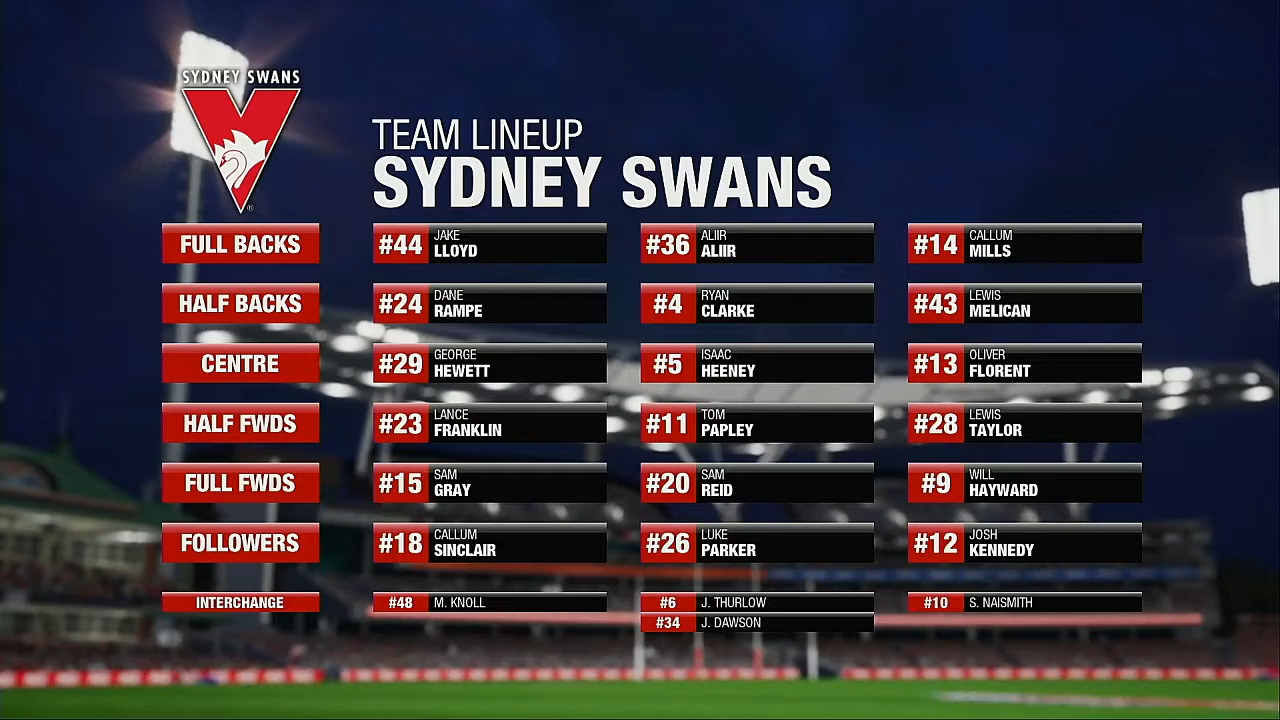 SYDNEY SWANS
TEAM LINEUP
SYDNEY SWANS
FULL BACKS #44 JAKE LLOYD #36 ALIIR ALIIR #14 CALLUM MILLS
HALF BACKS #24 DANE RAMPE #4 RYAN CLARKE #43 LEWIS MELICAN
CENTRE #29 GEORGE HEWETT #5 ISAAC HEENEY #13 OLIVER FLORENT
HALF FWDS #23 LANCE FRANKLIN #11 TOM PAPLEY #28 LEWIS TAYLOR
FULL FWDS #15 SAM GRAY #20 SAM REID #9 WILL HAYWARD
FOLLOWERS #18 CALLUM SINCLAIR #26 LUKE PARKER #12 JOSH KENNEDY
INTERCHANGE #48 M. KNOLL #6 J. THURLOW #10 S. NAISMITH
#34 J. DAWSON